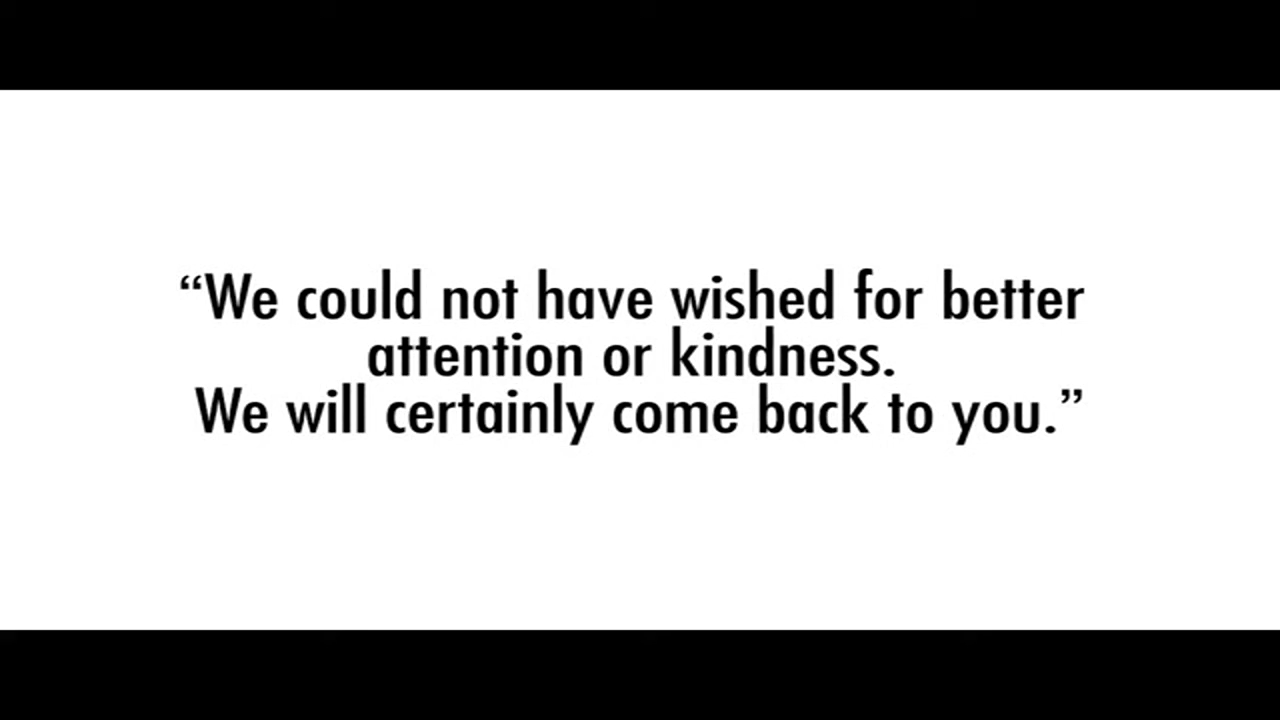 “We could not have wished for better
attention or kindness.
We will certainly come back to you.”